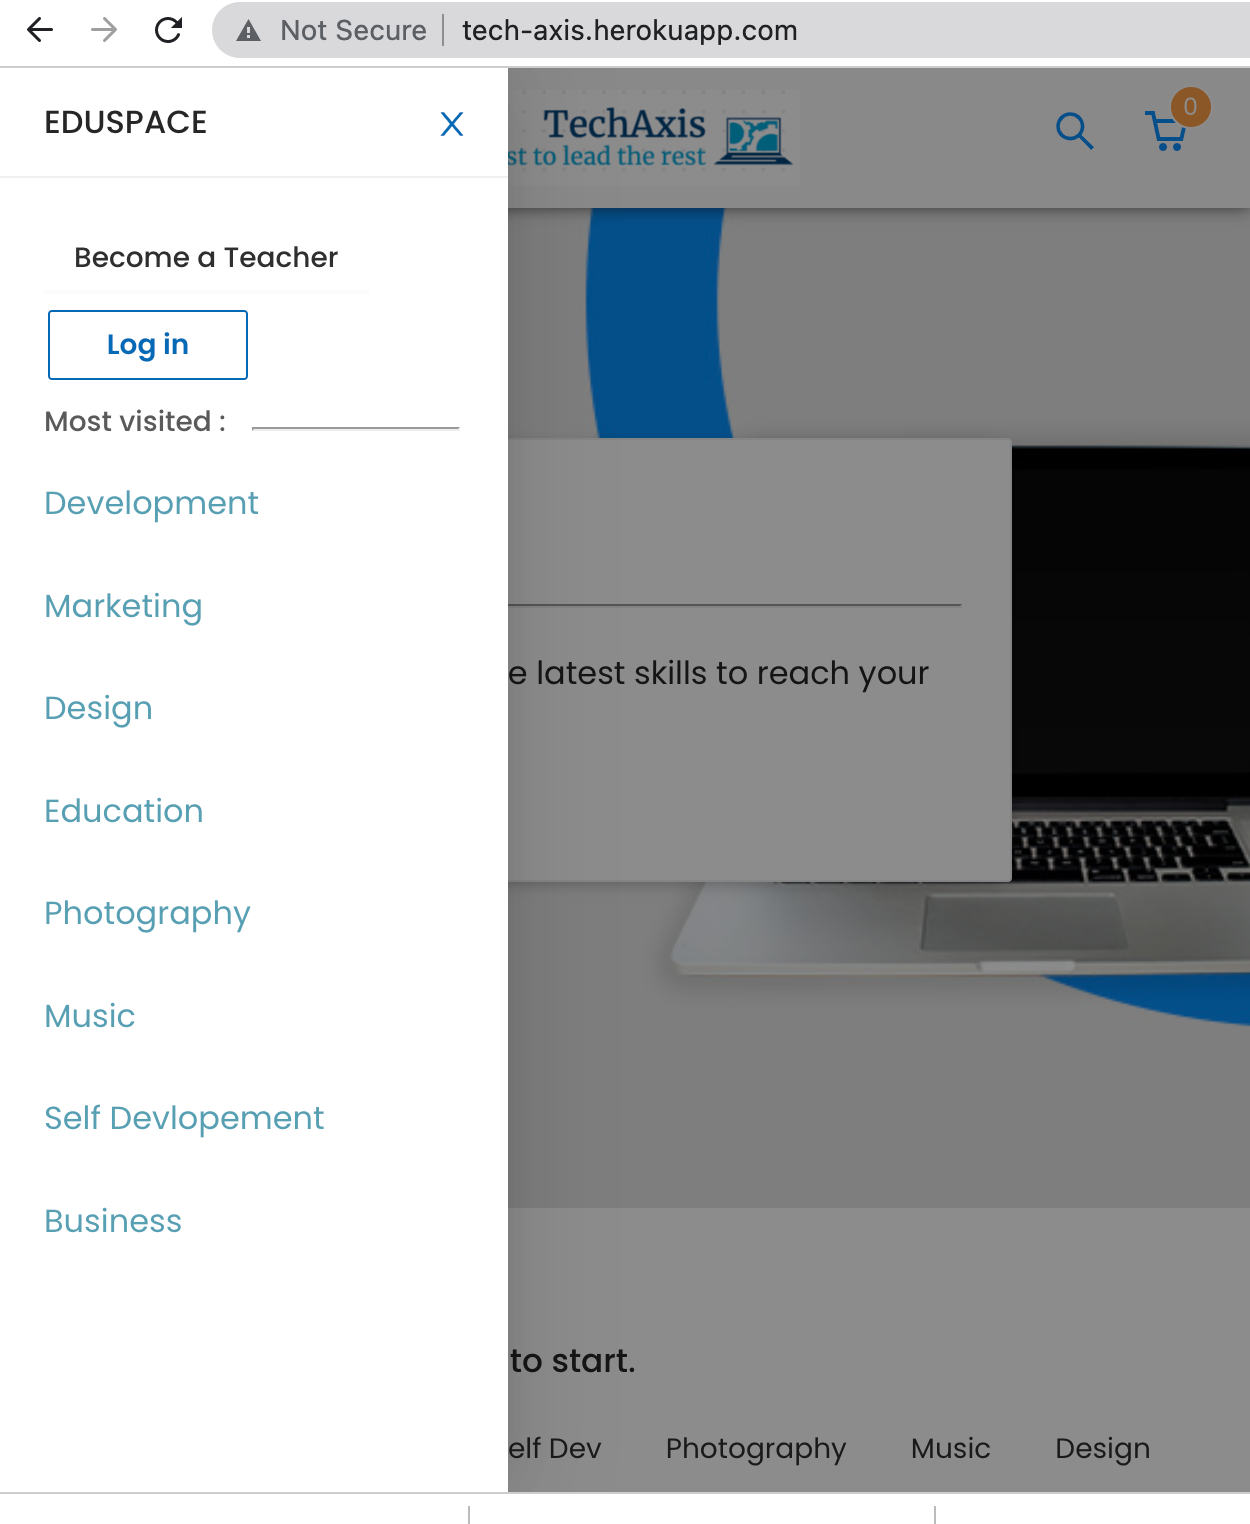 Not Secure | tech-axis.herokuapp.com
EDUSPACE
X
TechAxis
st to lead the rest
0
Become a Teacher
Log in
Most visited :
Development
Marketing
e latest skills to reach your
Design
Education
Photography
Music
Self Devlopement
Business
to start.
elf Dev
Photography
Music
Design